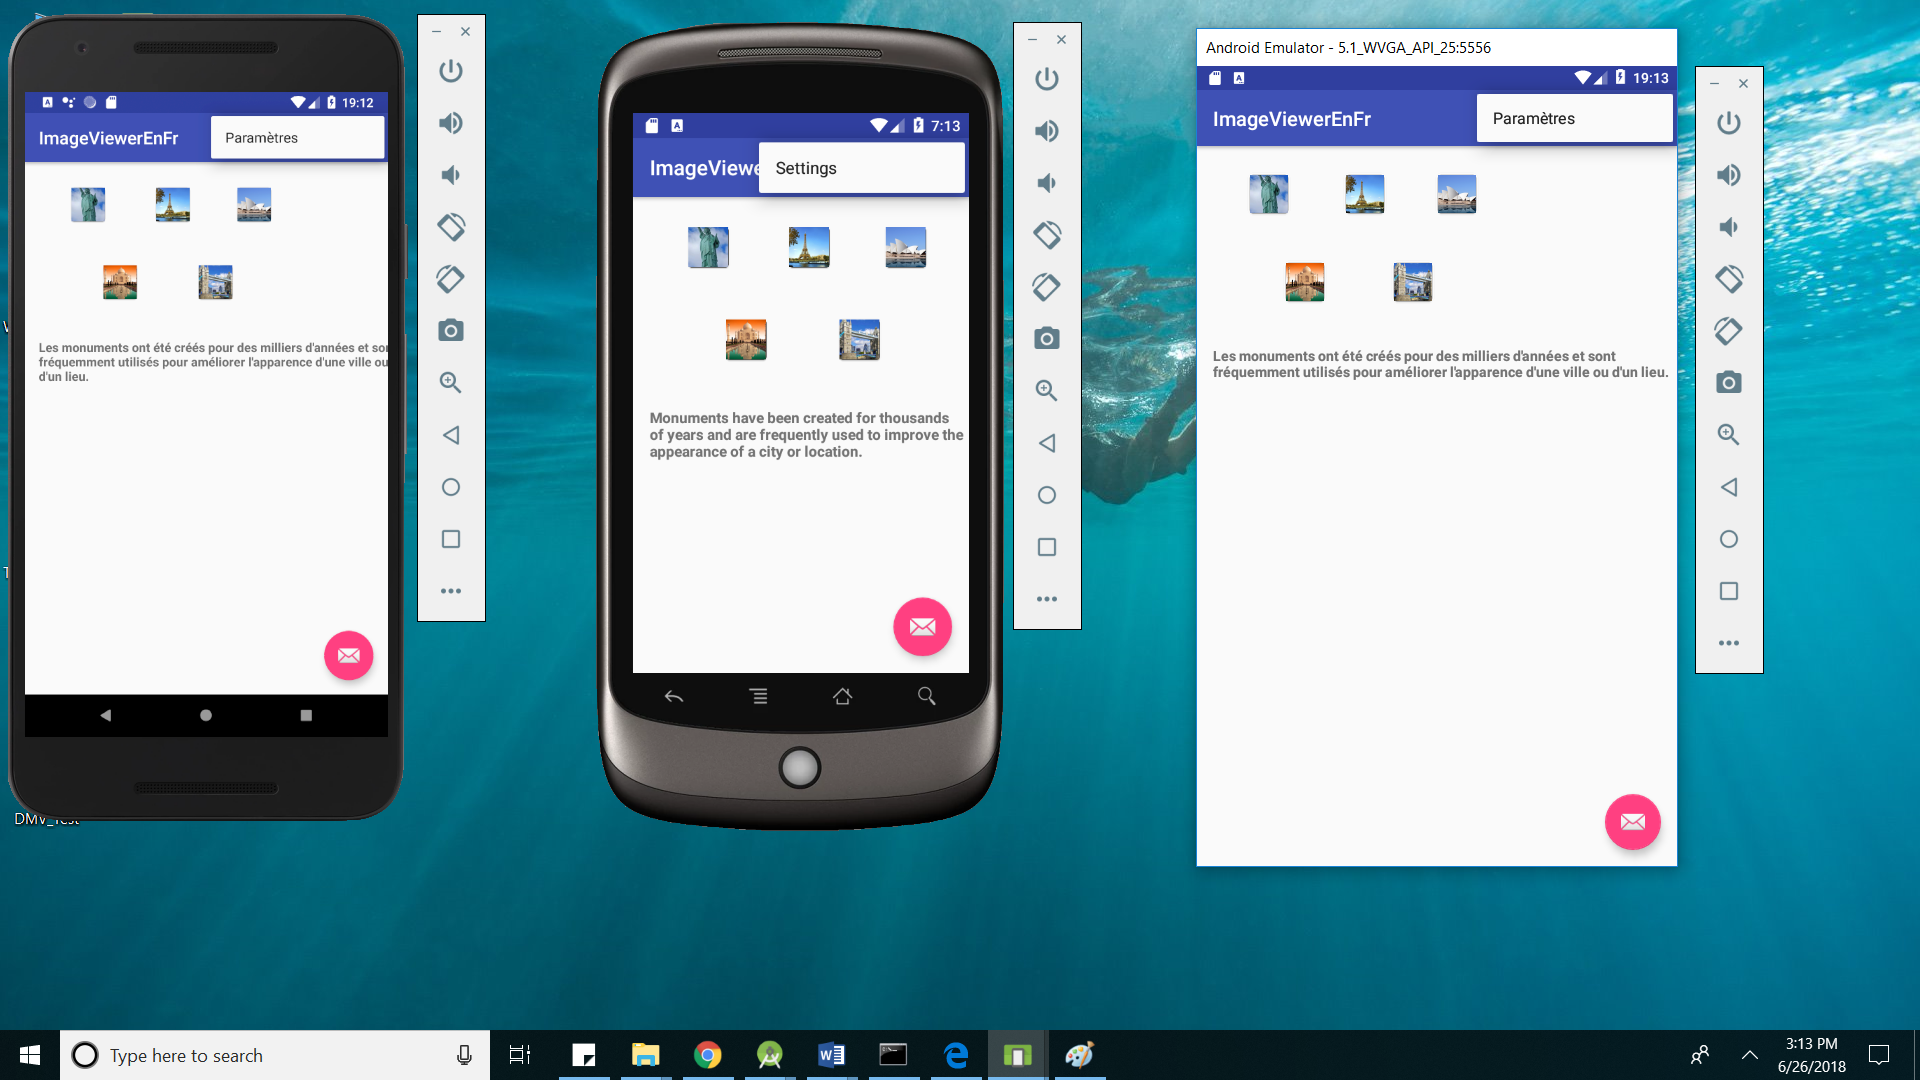 19:12
ImageViewerEnFr
Paramètres
Les monuments ont été créés pour des milliers d'années et son
fréquemment utilisés pour améliorer l'apparence d'une ville ou
d'un lieu.
7:13
ImageViewe
Settings
Monuments have been created for thousands
of years and are frequently used to improve the
appearance of a city or location.
Android Emulator - 5.1_WVGA_API_25:5556
19:13
ImageViewerEnFr
Paramètres
Les monuments ont été créés pour des milliers d'années et sont
fréquemment utilisés pour améliorer l'apparence d'une ville ou d'un lieu.
Type here to search
3:13 PM
6/26/2018